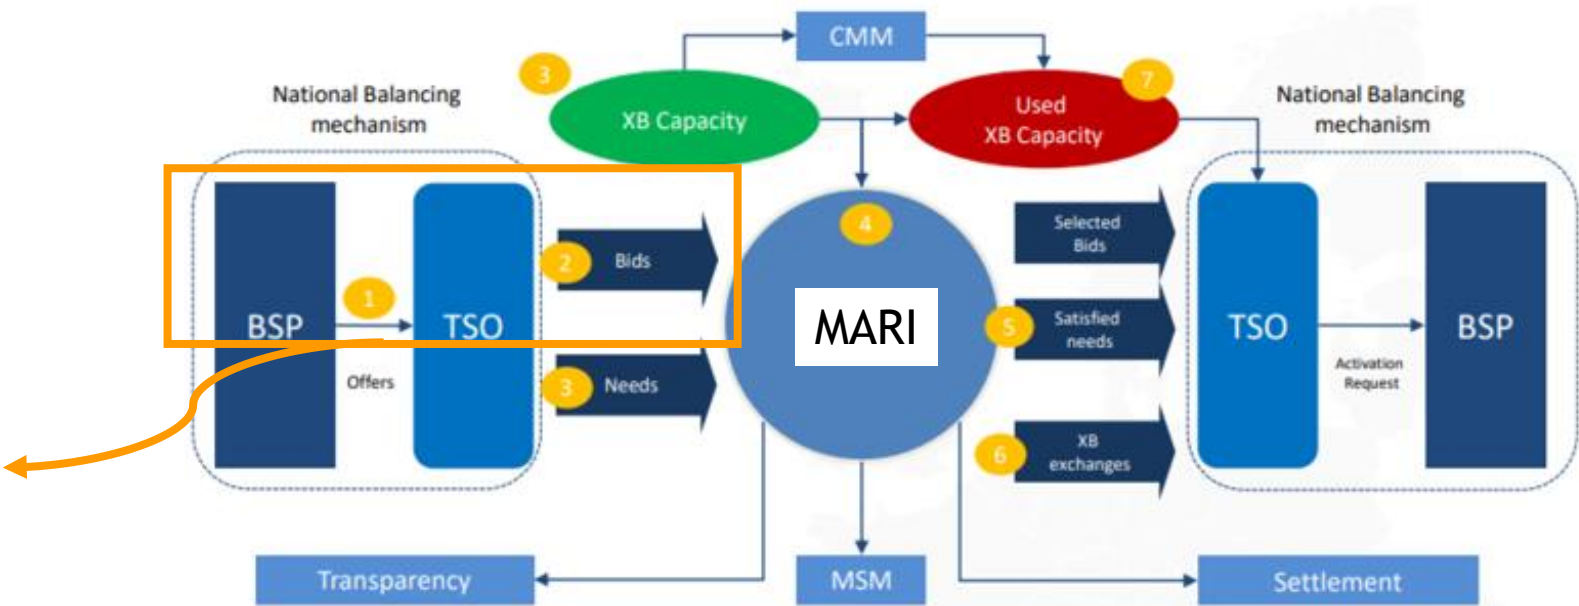 CMM
3
7
National Balancing
mechanism
XB Capacity
Used
XB Capacity
National Balancing
mechanism
4
Selected
Bids
2
Bids
1
BSP
TSO
MARI
5
Satisfied
needs
TSO
BSP
Offers
3
Needs
Activation
Request
6
XB
exchanges
Transparency
MSM
Settlement